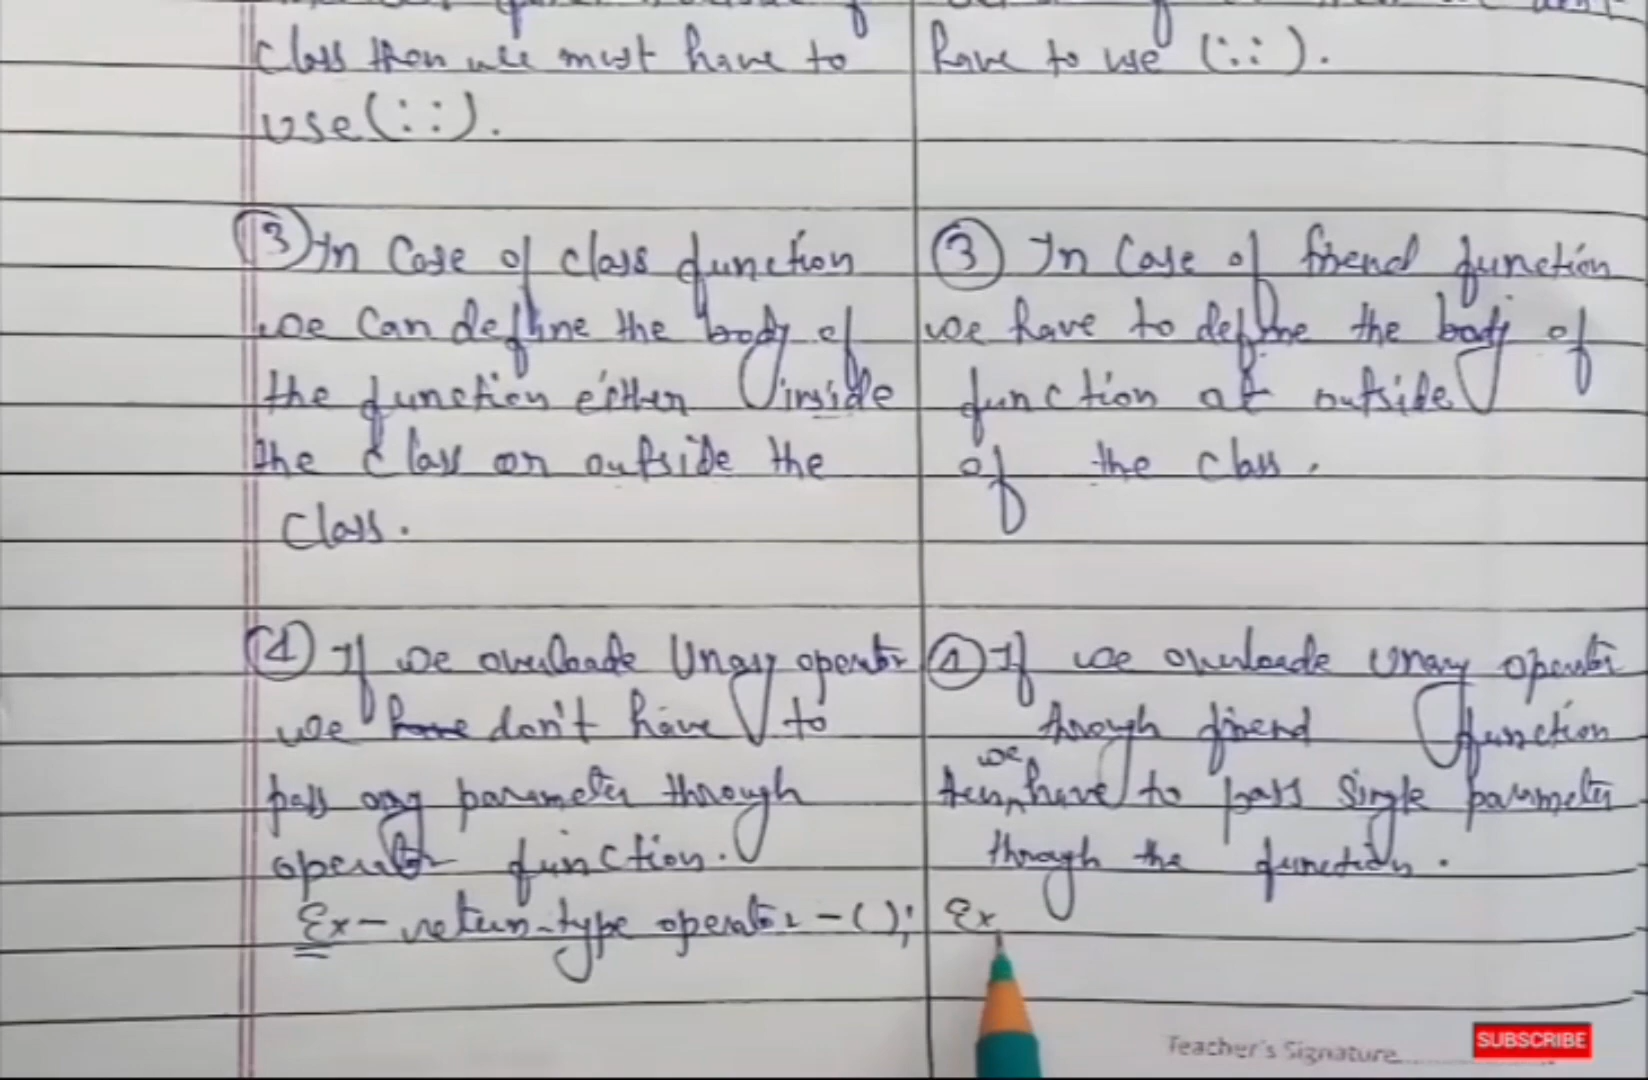 class then we must have to
use (::).
③ In Case of class function
we can define the body of
the function either inside
the class or outside the
class.
④ If we overloade Unary operator
we have don't have to
pass any parameter through
operator function.
Ex - return-type operator - ( );
have to use (::).
③ In Case of friend function
we have to define the body of
function at outside
of the class.
④ If we overloade unary operator
through friend function
we have to pass single parameter
through the function.
Ex
Teacher's Signature
SUBSCRIBE